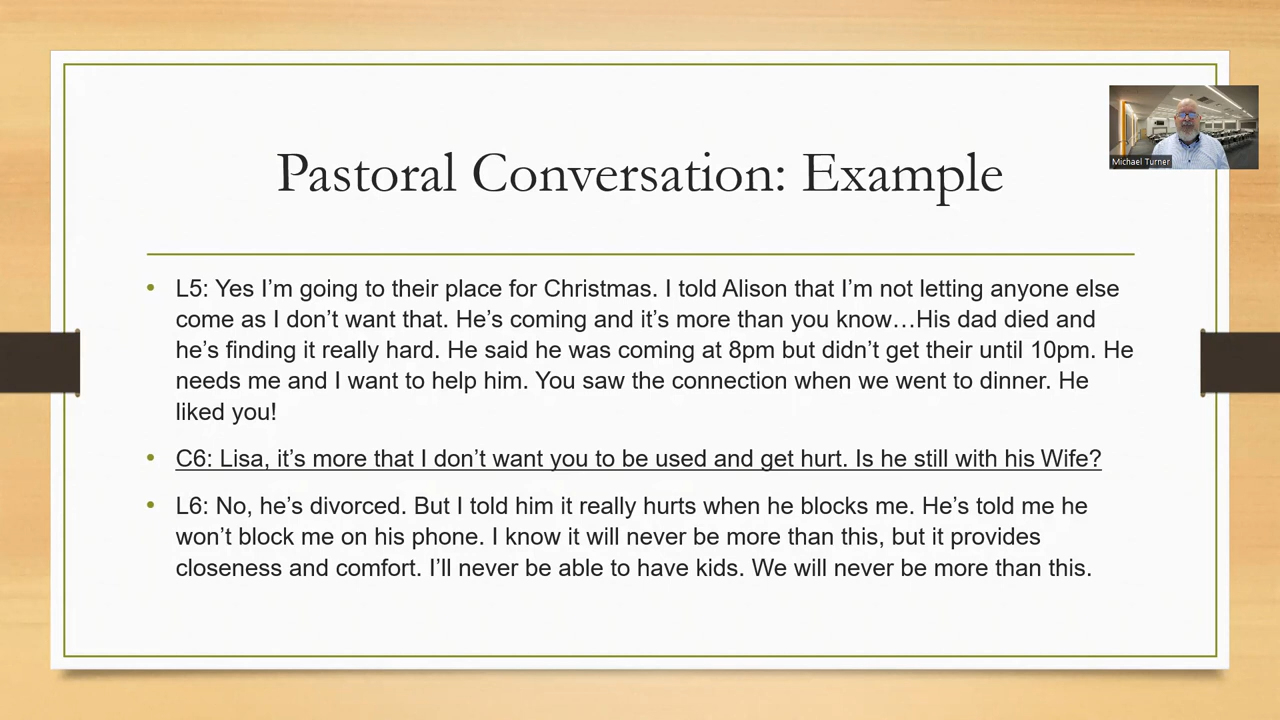 Michael Turner
Pastoral Conversation: Example
• L5: Yes I’m going to their place for Christmas. I told Alison that I’m not letting anyone else
come as I don’t want that. He’s coming and it’s more than you know…His dad died and
he’s finding it really hard. He said he was coming at 8pm but didn’t get their until 10pm. He
needs me and I want to help him. You saw the connection when we went to dinner. He
liked you!
• C6: Lisa, it’s more that I don’t want you to be used and get hurt. Is he still with his Wife?
• L6: No, he’s divorced. But I told him it really hurts when he blocks me. He’s told me he
won’t block me on his phone. I know it will never be more than this, but it provides
closeness and comfort. I’ll never be able to have kids. We will never be more than this.